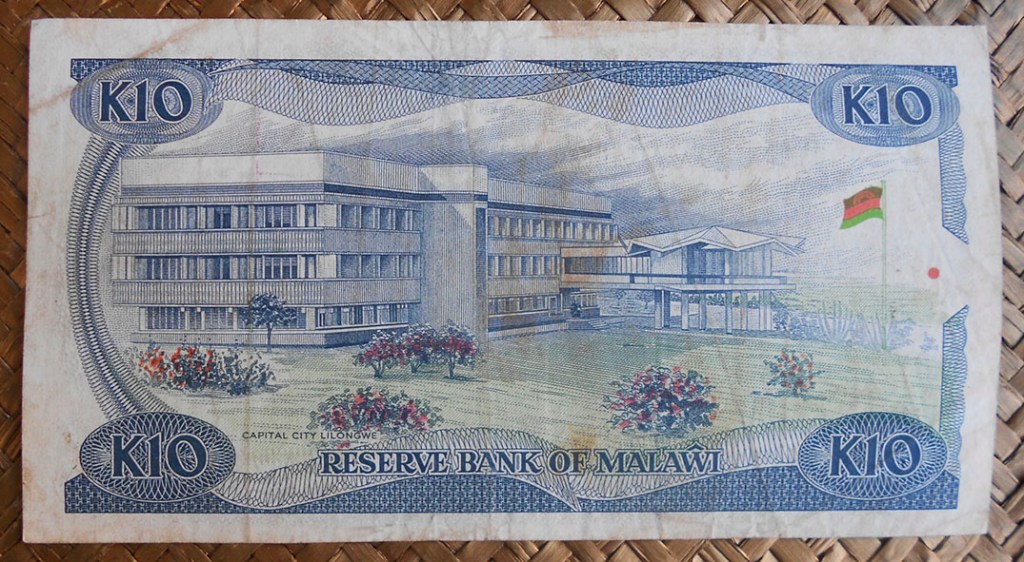 K10 K10
CAPITAL CITY LILONGWE
K10 RESERVE BANK OF MALAŴI K10